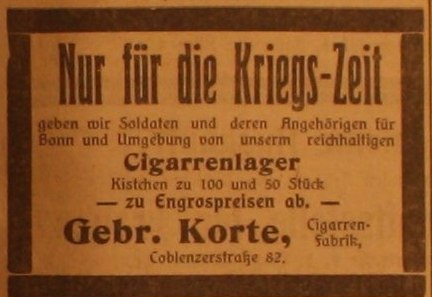 Nur für die Kriegs-Zeit
geben wir Soldaten und deren Angehörigen für
Bonn und Umgebung von unserm reichhaltigen
Cigarrenlager
Kistchen zu 100 und 50 Stück
— zu Engrospreisen ab. —
Gebr. Korte, Cigarren-
fabrik,
Coblenzerstraße 82.